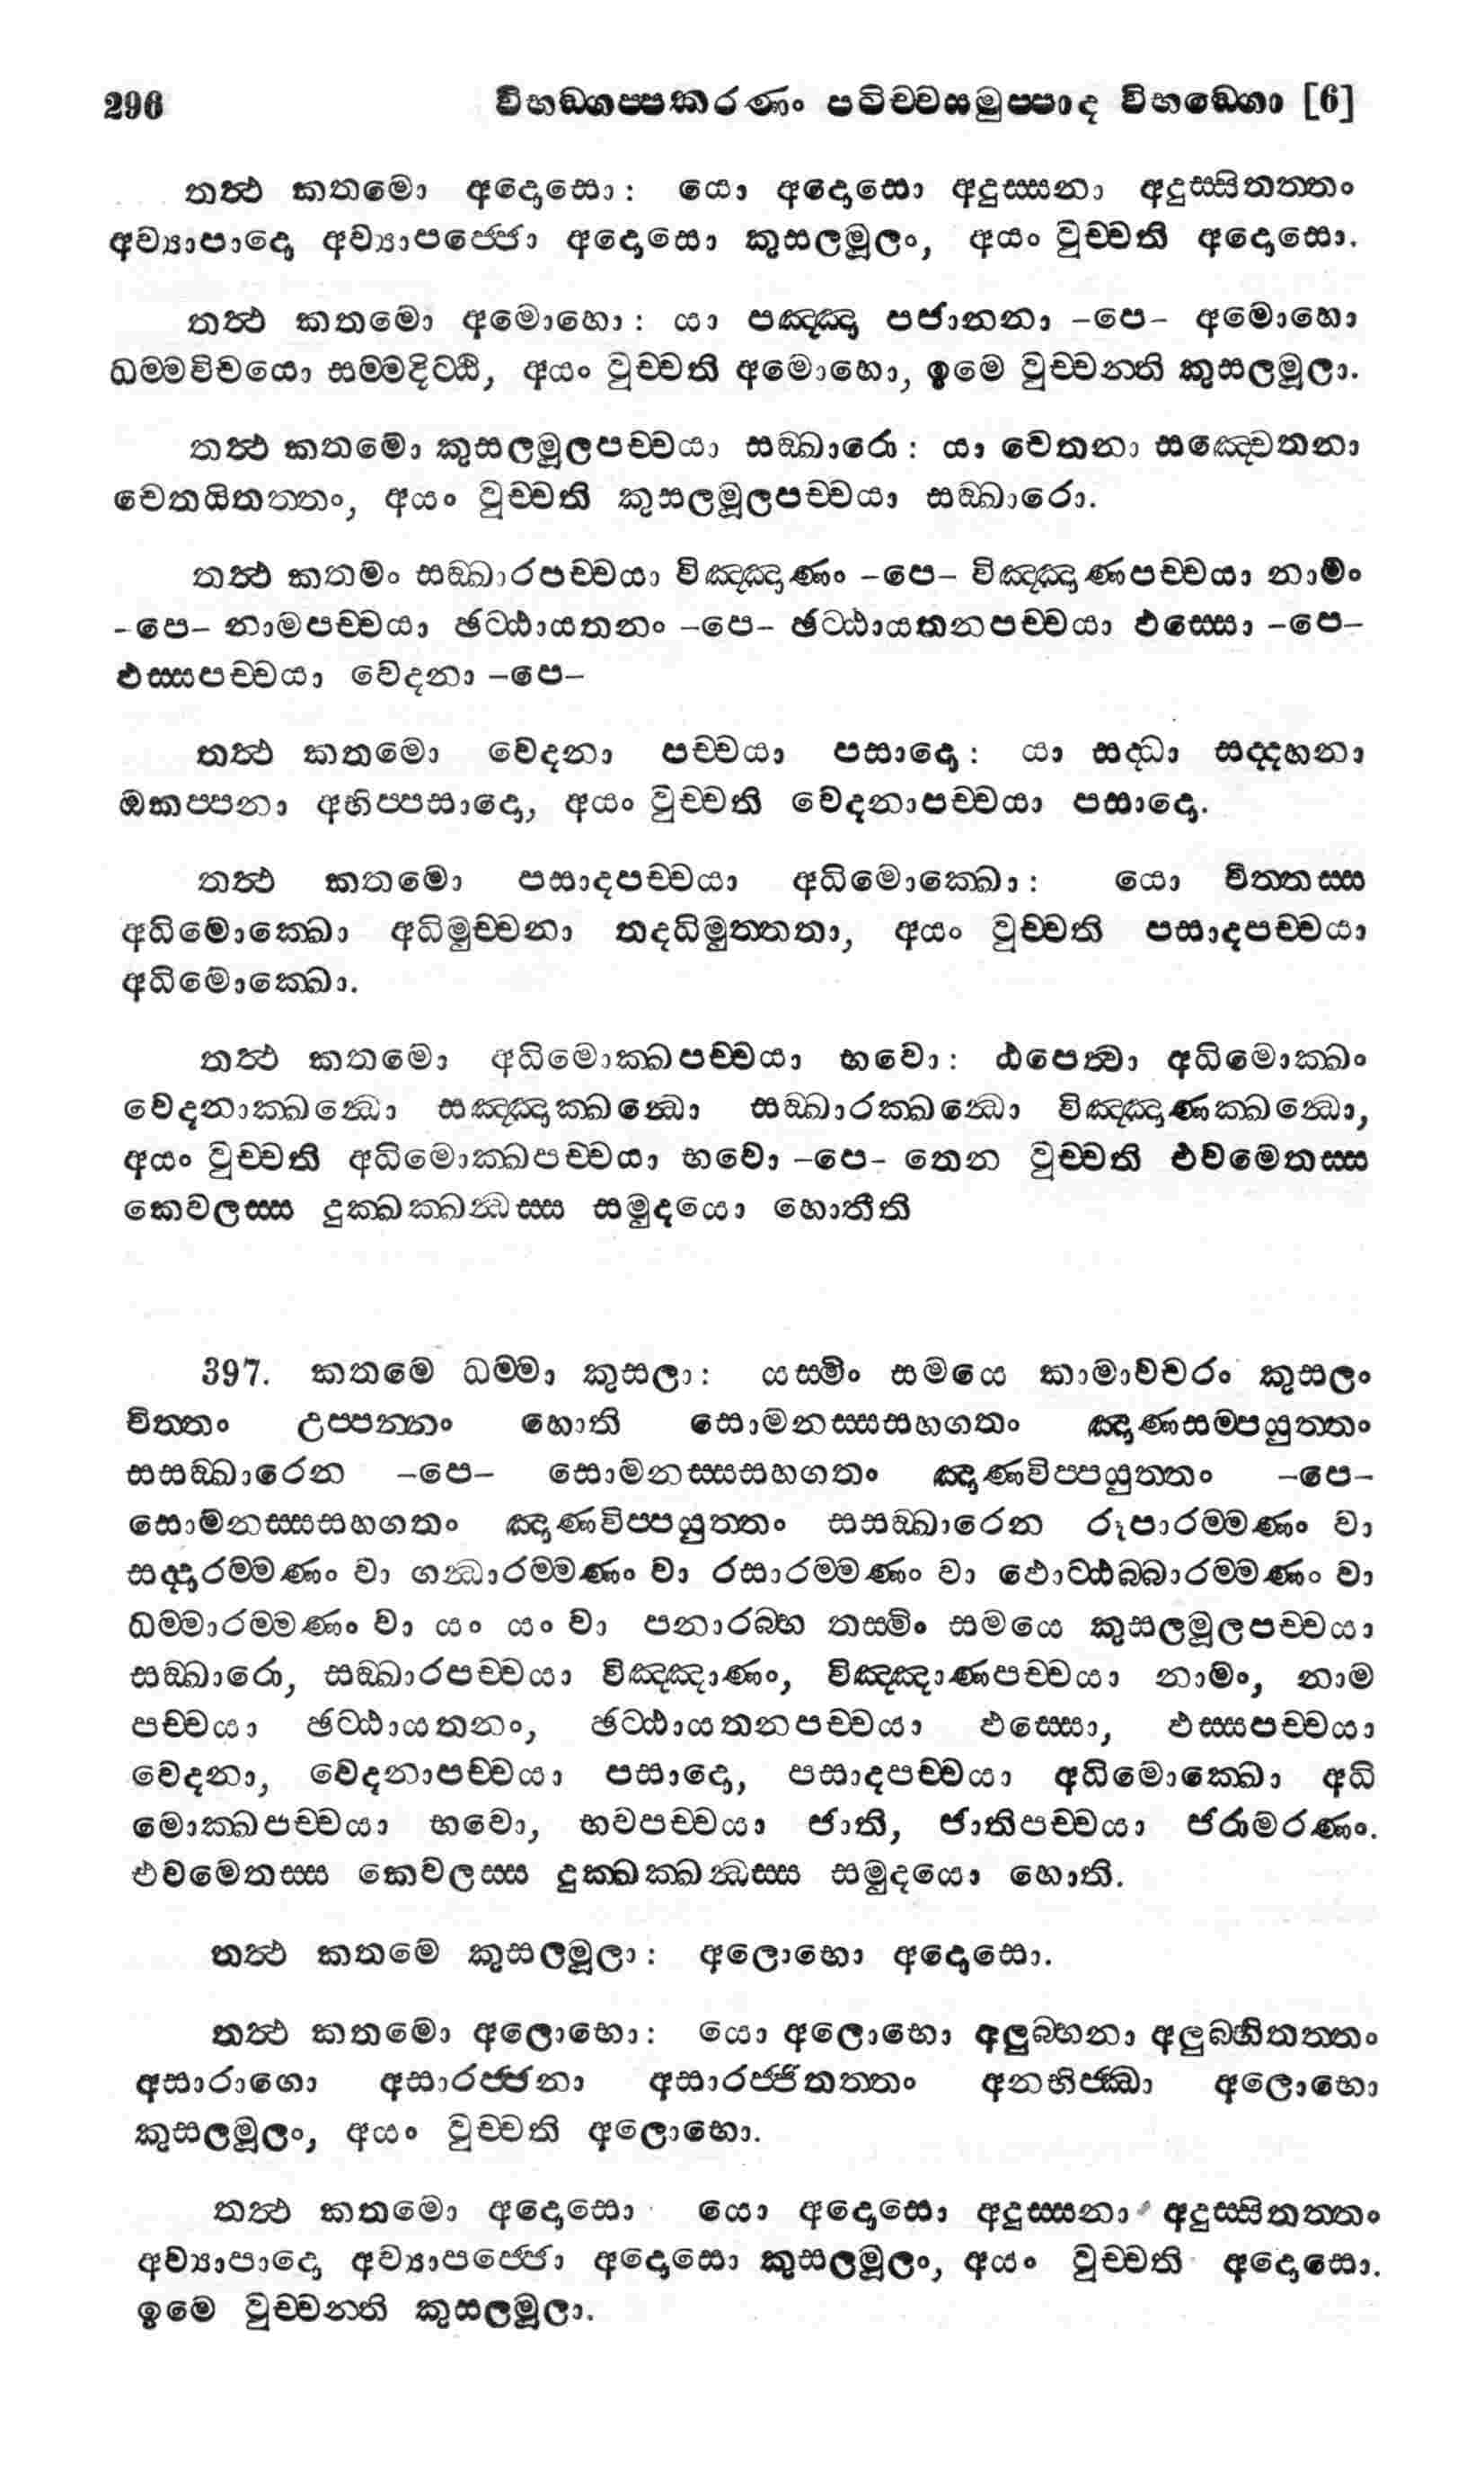 296 විභඞ්ගප්පකරණං පටිච්චසමුප්පාද විභඞ්ගො [6]
තත්ථ කතමො අදොසො: යො අදොසො අදුස්සනා අදුස්සිතත්තං
අව්‍යාපාදො අව්‍යාපජ්ජො අදොසො කුසලමූලං, අයං වුච්චති අදොසො.
තත්ථ කතමො අමොහො: යා පඤ්ඤා පජානනා -පෙ- අමොහො
ධම්මවිචයො සම්මදිට්ඨි, අයං වුච්චති අමොහො, ඉමෙ වුච්චන්ති කුසලමූලා.
තත්ථ කතමො කුසලමූලපච්චයා සඞ්ඛාරො: යා චෙතනා සඤ්චෙතනා
චෙතයිතත්තං, අයං වුච්චති කුසලමූලපච්චයා සඞ්ඛාරො.
තත්ථ කතමං සඞ්ඛාරපච්චයා විඤ්ඤාණං -පෙ- විඤ්ඤාණපච්චයා නාමං
-පෙ- නාමපච්චයා ඡට්ඨායතනං -පෙ- ඡට්ඨායතනපච්චයා ඵස්සො -පෙ-
ඵස්සපච්චයා වේදනා -පෙ-
තත්ථ කතමො වෙදනා පච්චයා පසාදො: යා සද්ධා සද්දහනා
ඔකප්පනා අභිප්පසාදො, අයං වුච්චති වෙදනාපච්චයා පසාදො.
තත්ථ කතමො පසාදපච්චයා අධිමොක්ඛො: යො චිත්තස්ස
අධිමොක්ඛො අධිමුච්චනා තදධිමුත්තතා, අයං වුච්චති පසාදපච්චයා
අධිමොක්ඛො.
තත්ථ කතමො අධිමොක්ඛපච්චයා භවො: ඨපෙත්වා අධිමොක්ඛං
වෙදනාක්ඛන්ධො සඤ්ඤාක්ඛන්ධො සඞ්ඛාරක්ඛන්ධො විඤ්ඤාණක්ඛන්ධො,
අයං වුච්චති අධිමොක්ඛපච්චයා භවො -පෙ- තෙන වුච්චති එවමෙතස්ස
කෙවලස්ස දුක්ඛක්ඛන්ධස්ස සමුදයො හොතීති
397. කතමෙ ධම්මා කුසලා: යස්මිං සමයෙ කාමාවචරං කුසලං
චිත්තං උප්පන්නං හොති සොමනස්සසහගතං ඤාණසම්පයුත්තං
සසඞ්ඛාරෙන -පෙ- සොමනස්සසහගතං ඤාණවිප්පයුත්තං -පෙ-
සොමනස්සසහගතං ඤාණවිප්පයුත්තං සසඞ්ඛාරෙන රූපාරම්මණං වා
සද්දාරම්මණං වා ගන්ධාරම්මණං වා රසාරම්මණං වා ඵොට්ඨබ්බාරම්මණං වා
ධම්මාරම්මණං වා යං යං වා පනාරබ්භ තස්මිං සමයෙ කුසලමූලපච්චයා
සඞ්ඛාරො, සඞ්ඛාරපච්චයා විඤ්ඤාණං, විඤ්ඤාණපච්චයා නාමං, නාම
පච්චයා ඡට්ඨායතනං, ඡට්ඨායතනපච්චයා ඵස්සො, ඵස්සපච්චයා
වෙදනා, වෙදනාපච්චයා පසාදො, පසාදපච්චයා අධිමොක්ඛො අධි
මොක්ඛපච්චයා භවො, භවපච්චයා ජාති, ජාතිපච්චයා ජරාමරණං.
එවමෙතස්ස කෙවලස්ස දුක්ඛක්ඛන්ධස්ස සමුදයො හොති.
තත්ථ කතමෙ කුසලමූලා: අලොභො අදොසො.
තත්ථ කතමො අලොභො: යො අලොභො අලුබ්භනා අලුබ්භිතත්තං
අසාරාගො අසාරජ්ජනා අසාරජ්ජිතත්තං අනභිජ්ඣා අලොභො
කුසලමූලං, අයං වුච්චති අලොභො.
තත්ථ කතමො අදොසො යො අදොසො අදුස්සනා අදුස්සිතත්තං
අව්‍යාපාදො අව්‍යාපජ්ජො අදොසො කුසලමූලං, අයං වුච්චති අදොසො.
ඉමෙ වුච්චන්ති කුසලමූලා.